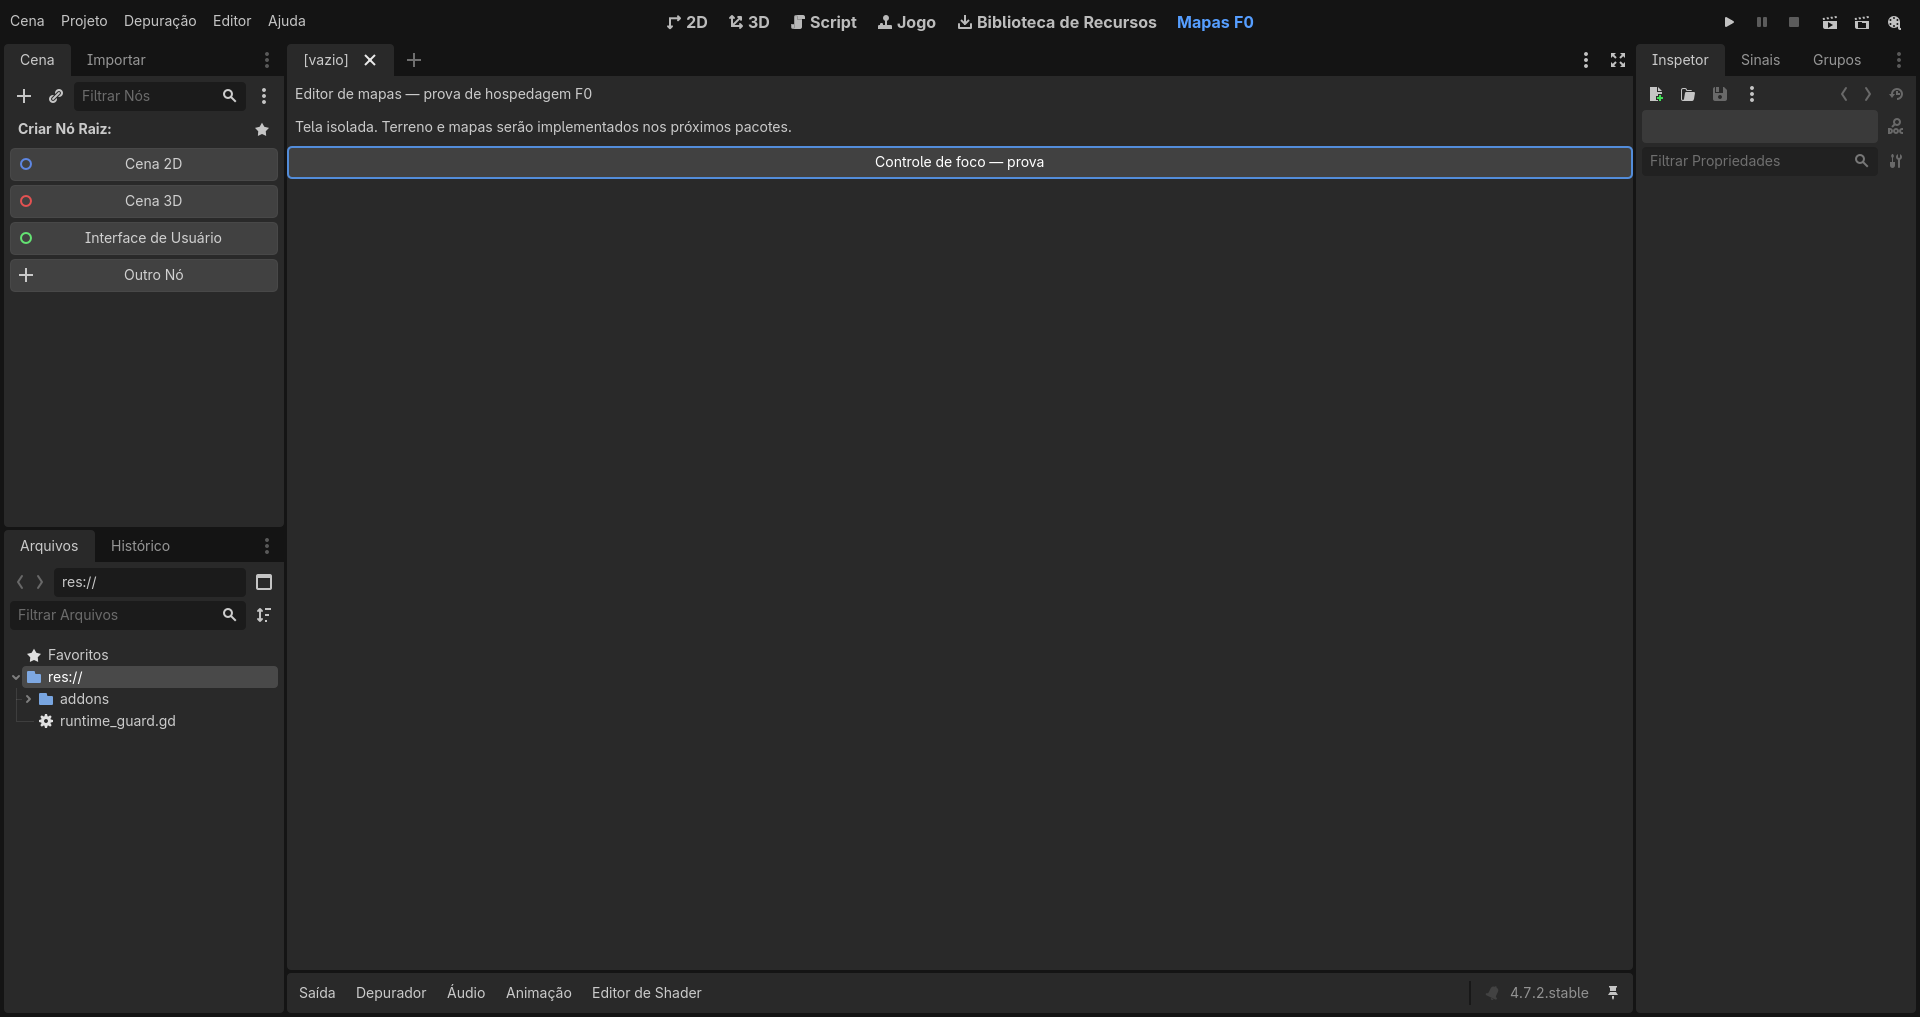 Cena Projeto Depuração Editor Ajuda
2D 3D Script Jogo Biblioteca de Recursos Mapas F0
Cena Importar
Filtrar Nós
Criar Nó Raiz:
Cena 2D
Cena 3D
Interface de Usuário
Outro Nó
Arquivos Histórico
res://
Filtrar Arquivos
Favoritos
res://
addons
runtime_guard.gd
[vazio]
Editor de mapas — prova de hospedagem F0
Tela isolada. Terreno e mapas serão implementados nos próximos pacotes.
Controle de foco — prova
Saída Depurador Áudio Animação Editor de Shader
4.7.2.stable
Inspetor Sinais Grupos
DOC
Filtrar Propriedades